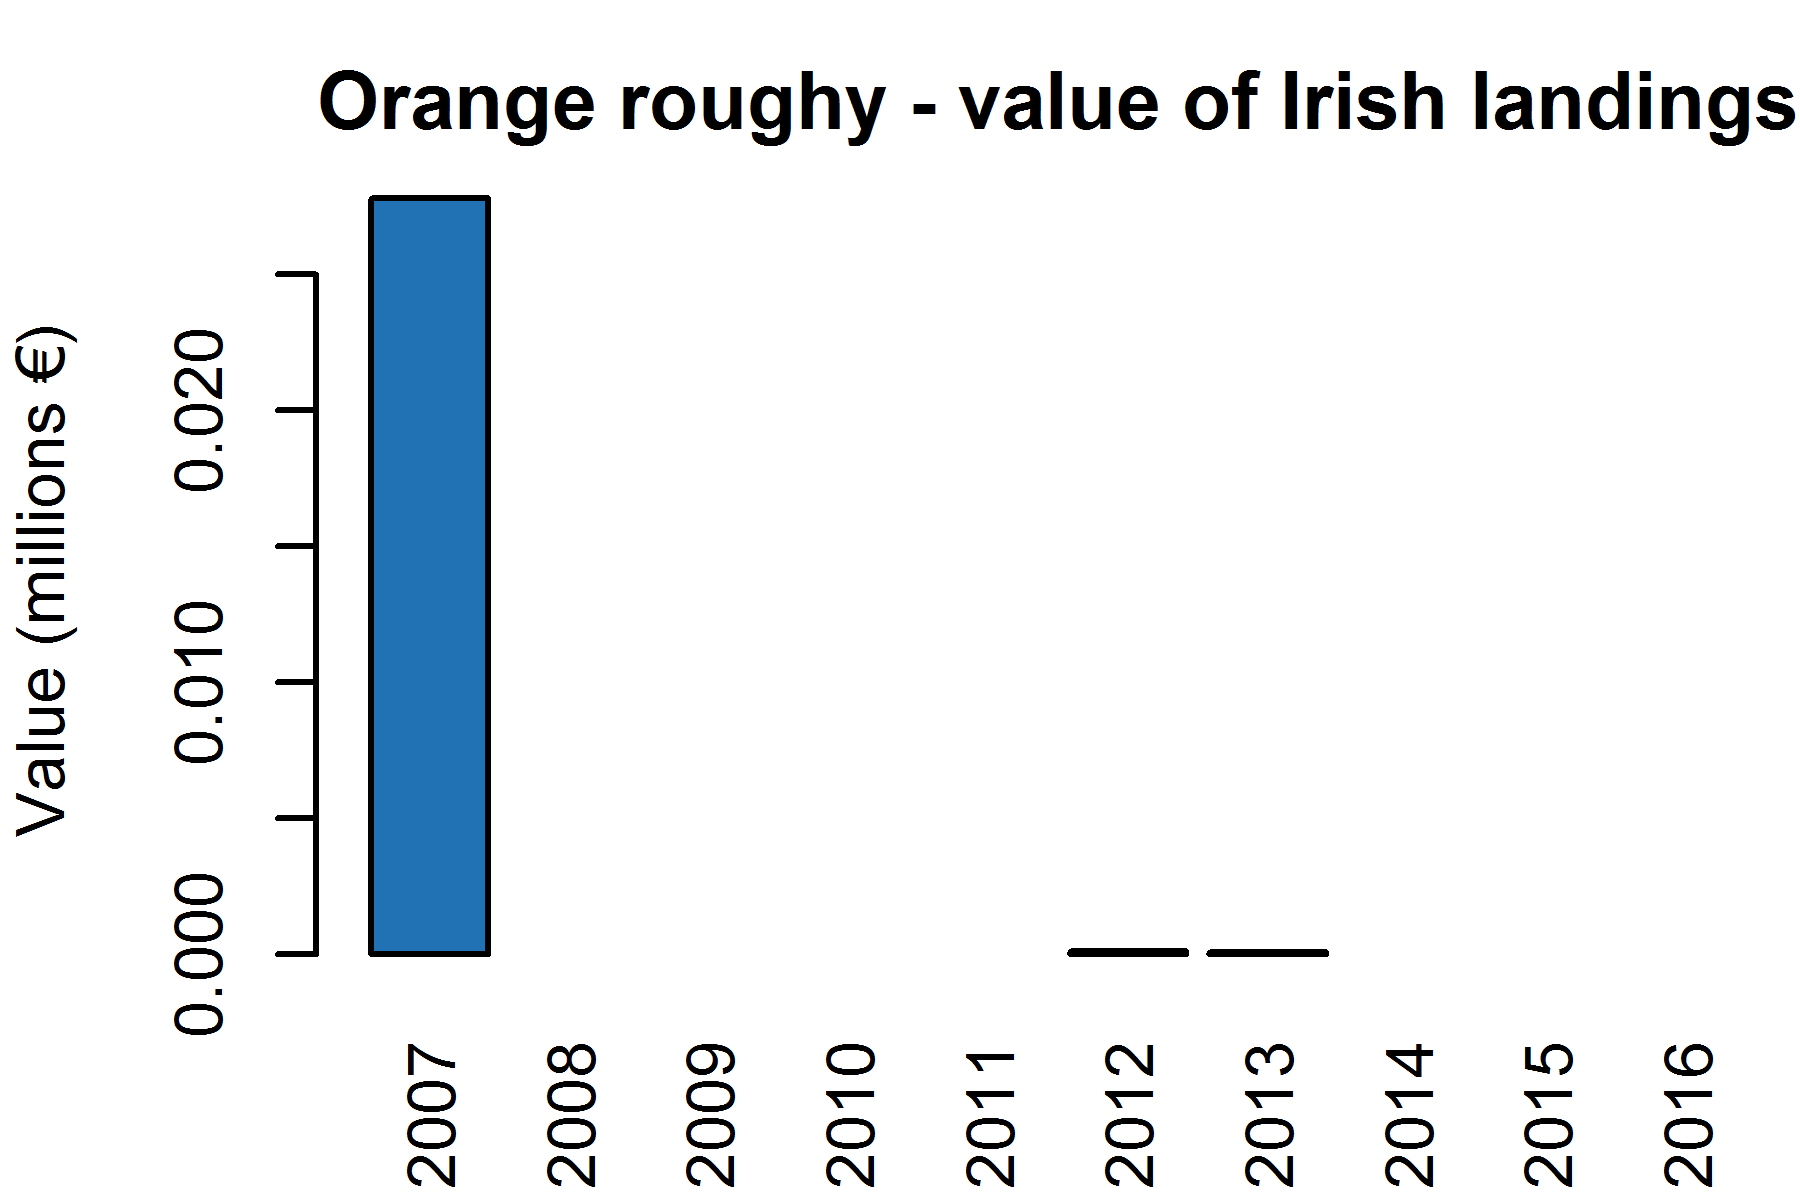 Orange roughy - value of Irish landings
Value (millions €)
0.020
0.010
0.000
2007 2008 2009 2010 2011 2012 2013 2014 2015 2016